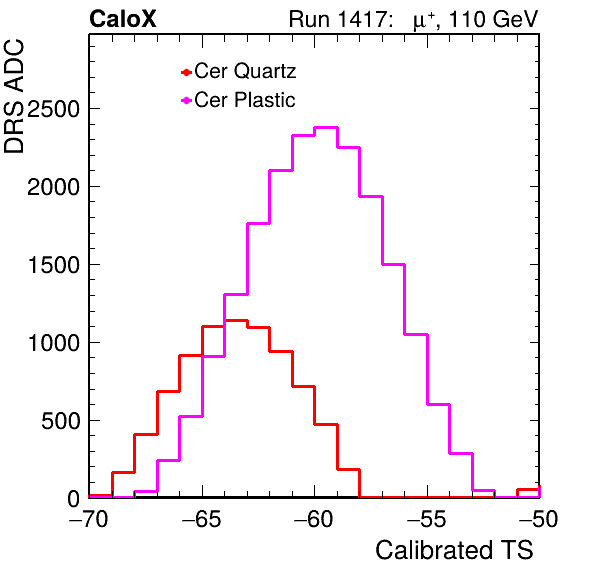 CaloX Run 1417: μ⁺, 110 GeV
DRS ADC
Cer Quartz
Cer Plastic
2500
2000
1500
1000
500
0
−70 −65 −60 −55 −50
Calibrated TS